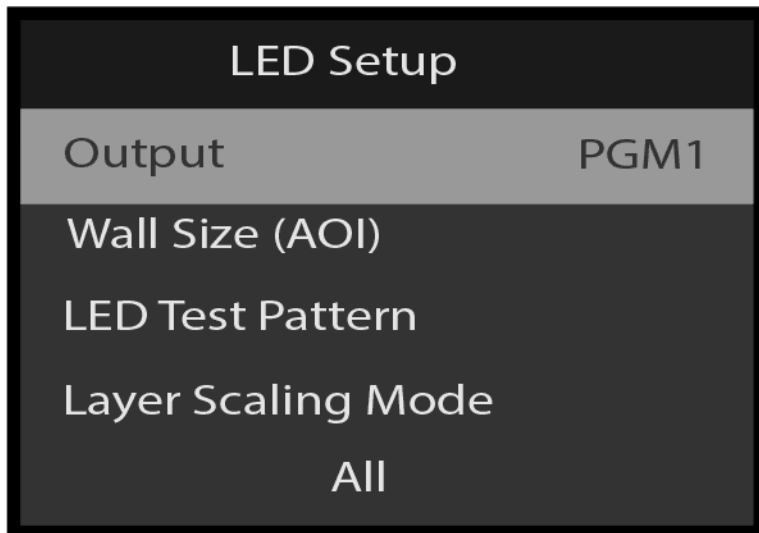 LED Setup
Output PGM1
Wall Size (AOI)
LED Test Pattern
Layer Scaling Mode
All